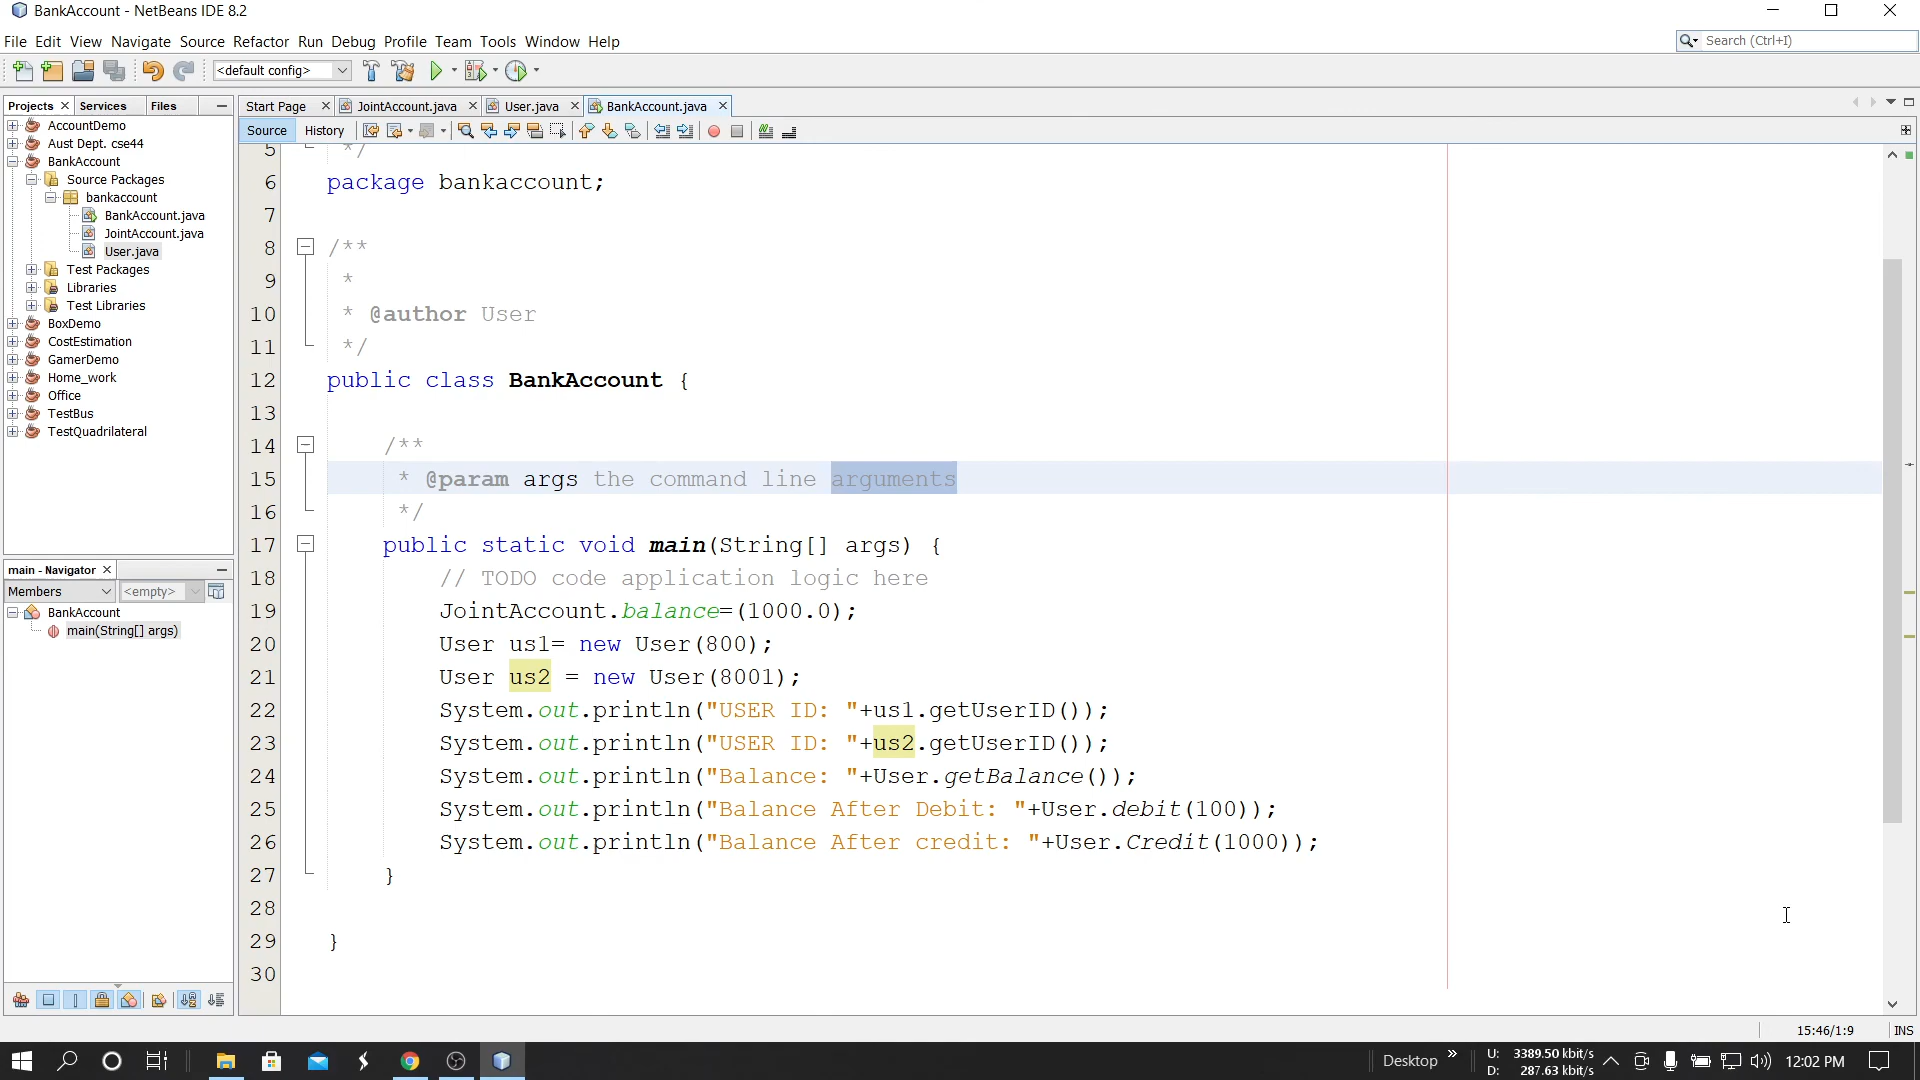 BankAccount - NetBeans IDE 8.2
File Edit View Navigate Source Refactor Run Debug Profile Team Tools Window Help
Search (Ctrl+I)
<default config>
Projects Services Files
Start Page JointAccount.java User.java BankAccount.java
Source History
AccountDemo
Aust Dept. cse44
BankAccount
Source Packages
bankaccount
BankAccount.java
JointAccount.java
User.java
Test Packages
Libraries
Test Libraries
BoxDemo
CostEstimation
GamerDemo
Home_work
Office
TestBus
TestQuadrilateral
main - Navigator
Members <empty>
BankAccount
main(String[] args)
5 */
6 package bankaccount;
7
8 /**
9 *
10 * @author User
11 */
12 public class BankAccount {
13
14 /**
15 * @param args the command line arguments
16 */
17 public static void main(String[] args) {
18 // TODO code application logic here
19 JointAccount.balance=(1000.0);
20 User us1= new User(800);
21 User us2 = new User(8001);
22 System.out.println("USER ID: "+us1.getUserID());
23 System.out.println("USER ID: "+us2.getUserID());
24 System.out.println("Balance: "+User.getBalance());
25 System.out.println("Balance After Debit: "+User.debit(100));
26 System.out.println("Balance After credit: "+User.Credit(1000));
27 }
28
29 }
30
15:46/1:9 INS
Desktop
U: 3389.50 kbit/s
D: 287.63 kbit/s
12:02 PM